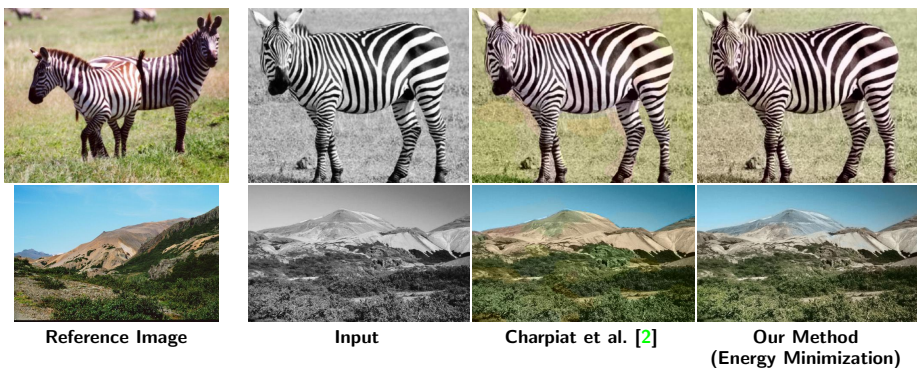 Reference Image
Input
Charpiat et al. [2]
Our Method
(Energy Minimization)